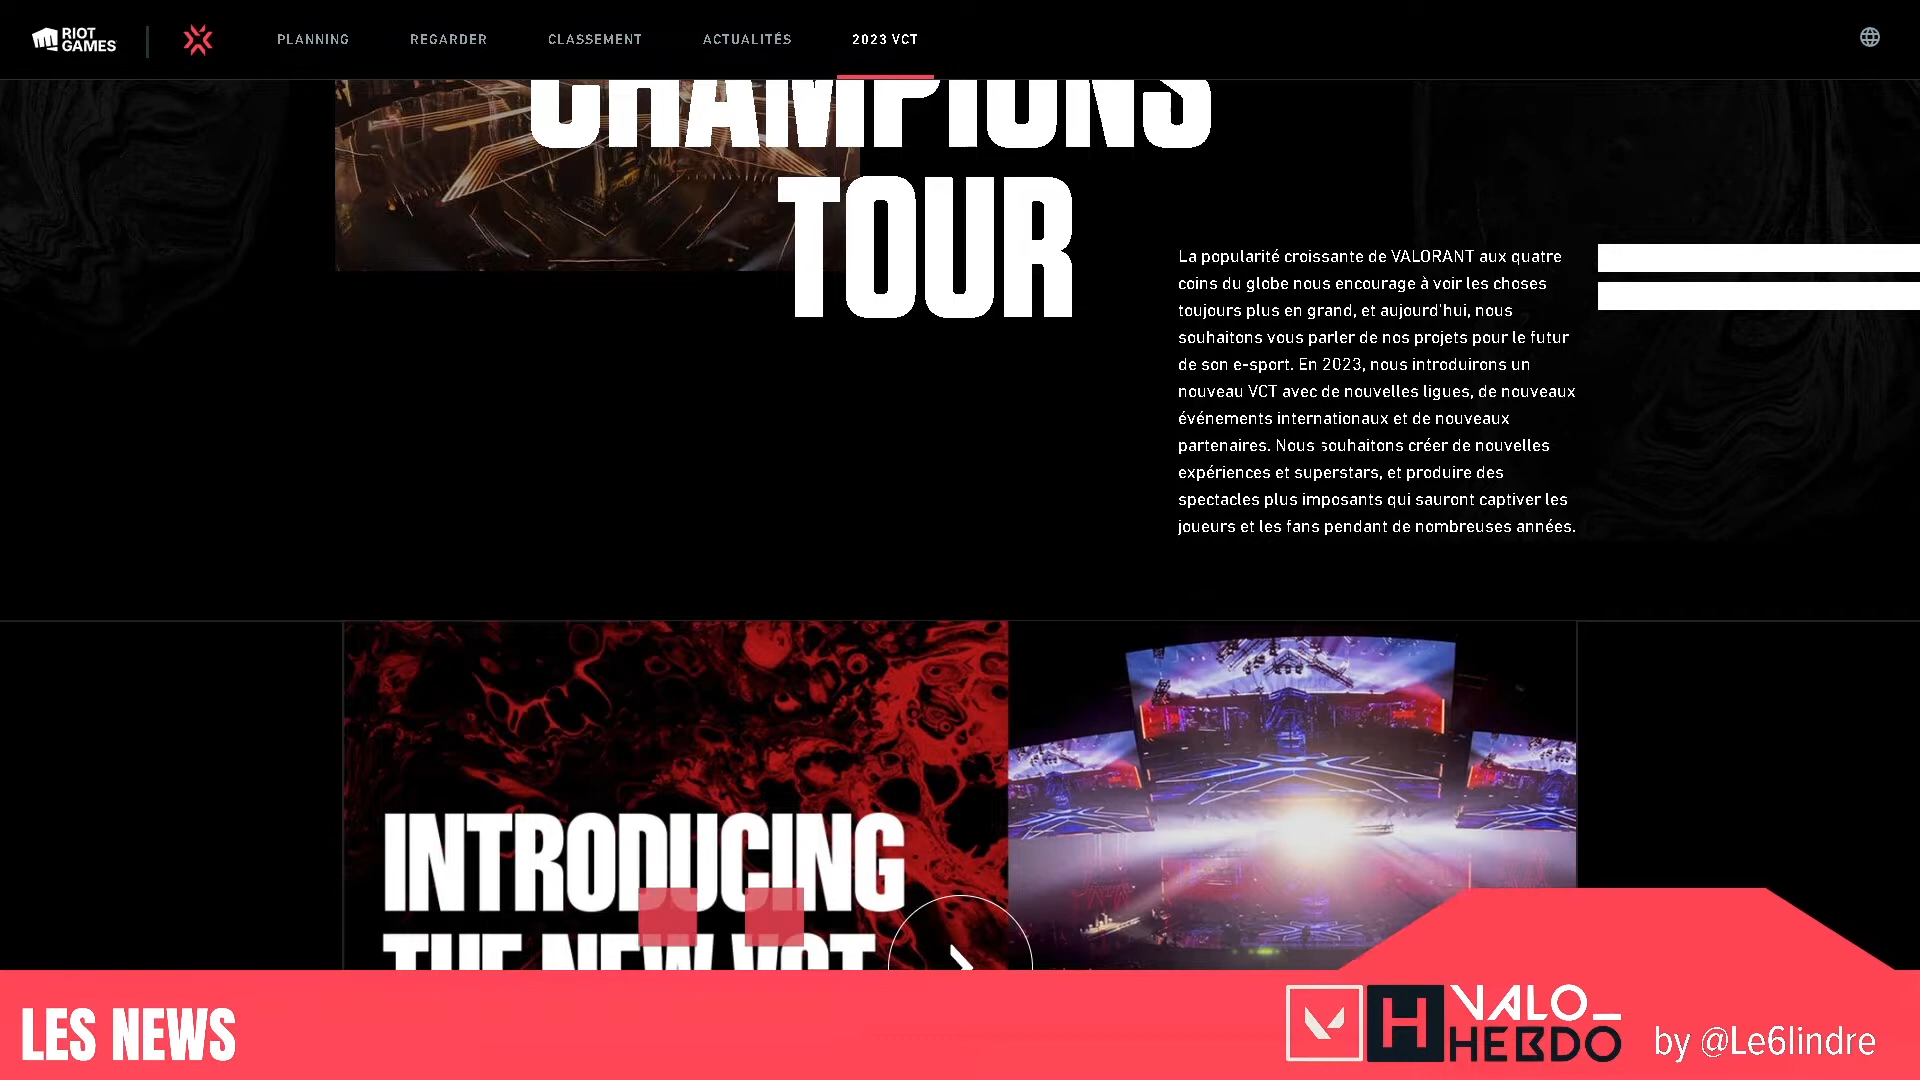 RIOT
GAMES
PLANNING
REGARDER
CLASSEMENT
ACTUALITÉS
2023 VCT
CHAMPIONS
TOUR
La popularité croissante de VALORANT aux quatre
coins du globe nous encourage à voir les choses
toujours plus en grand, et aujourd'hui, nous
souhaitons vous parler de nos projets pour le futur
de son e-sport. En 2023, nous introduirons un
nouveau VCT avec de nouvelles ligues, de nouveaux
événements internationaux et de nouveaux
partenaires. Nous souhaitons créer de nouvelles
expériences et superstars, et produire des
spectacles plus imposants qui sauront captiver les
joueurs et les fans pendant de nombreuses années.
INTRODUCING
THE NEW VCT
LES NEWS
H
VALO_
HEBDO
by @Le6lindre